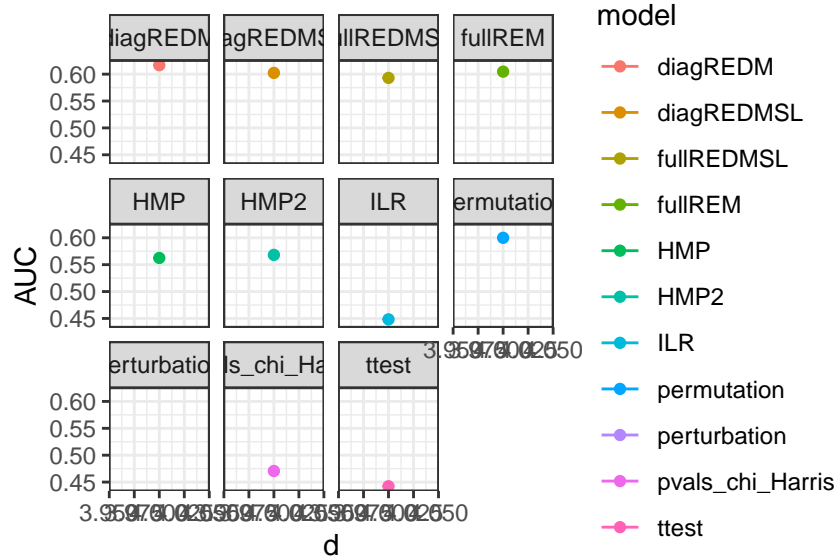 diagREDM
agREDMS
ullREDMS
fullREM
0.60
0.55
0.50
0.45
HMP
HMP2
ILR
ermutatio
0.60
0.55
0.50
0.45
erturbatio
ls_chi_Ha
ttest
0.60
0.55
0.50
0.45
AUC
d
model
diagREDM
diagREDMSL
fullREDMSL
fullREM
HMP
HMP2
ILR
permutation
perturbation
pvals_chi_Harris
ttest